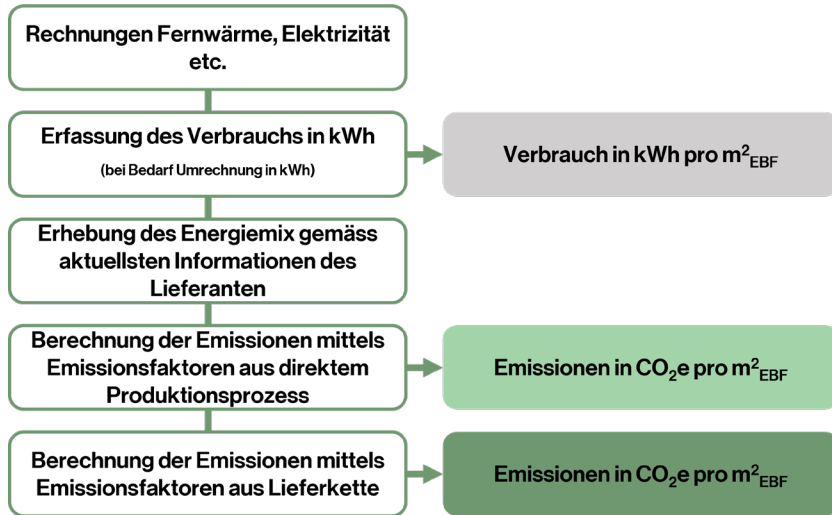 Rechnungen Fernwärme, Elektrizität
etc.
Erfassung des Verbrauchs in kWh
(bei Bedarf Umrechnung in kWh)
Verbrauch in kWh pro m²EBF
Erhebung des Energiemix gemäss
aktuellsten Informationen des
Lieferanten
Berechnung der Emissionen mittels
Emissionsfaktoren aus direktem
Produktionsprozess
Emissionen in CO₂e pro m²EBF
Berechnung der Emissionen mittels
Emissionsfaktoren aus Lieferkette
Emissionen in CO₂e pro m²EBF